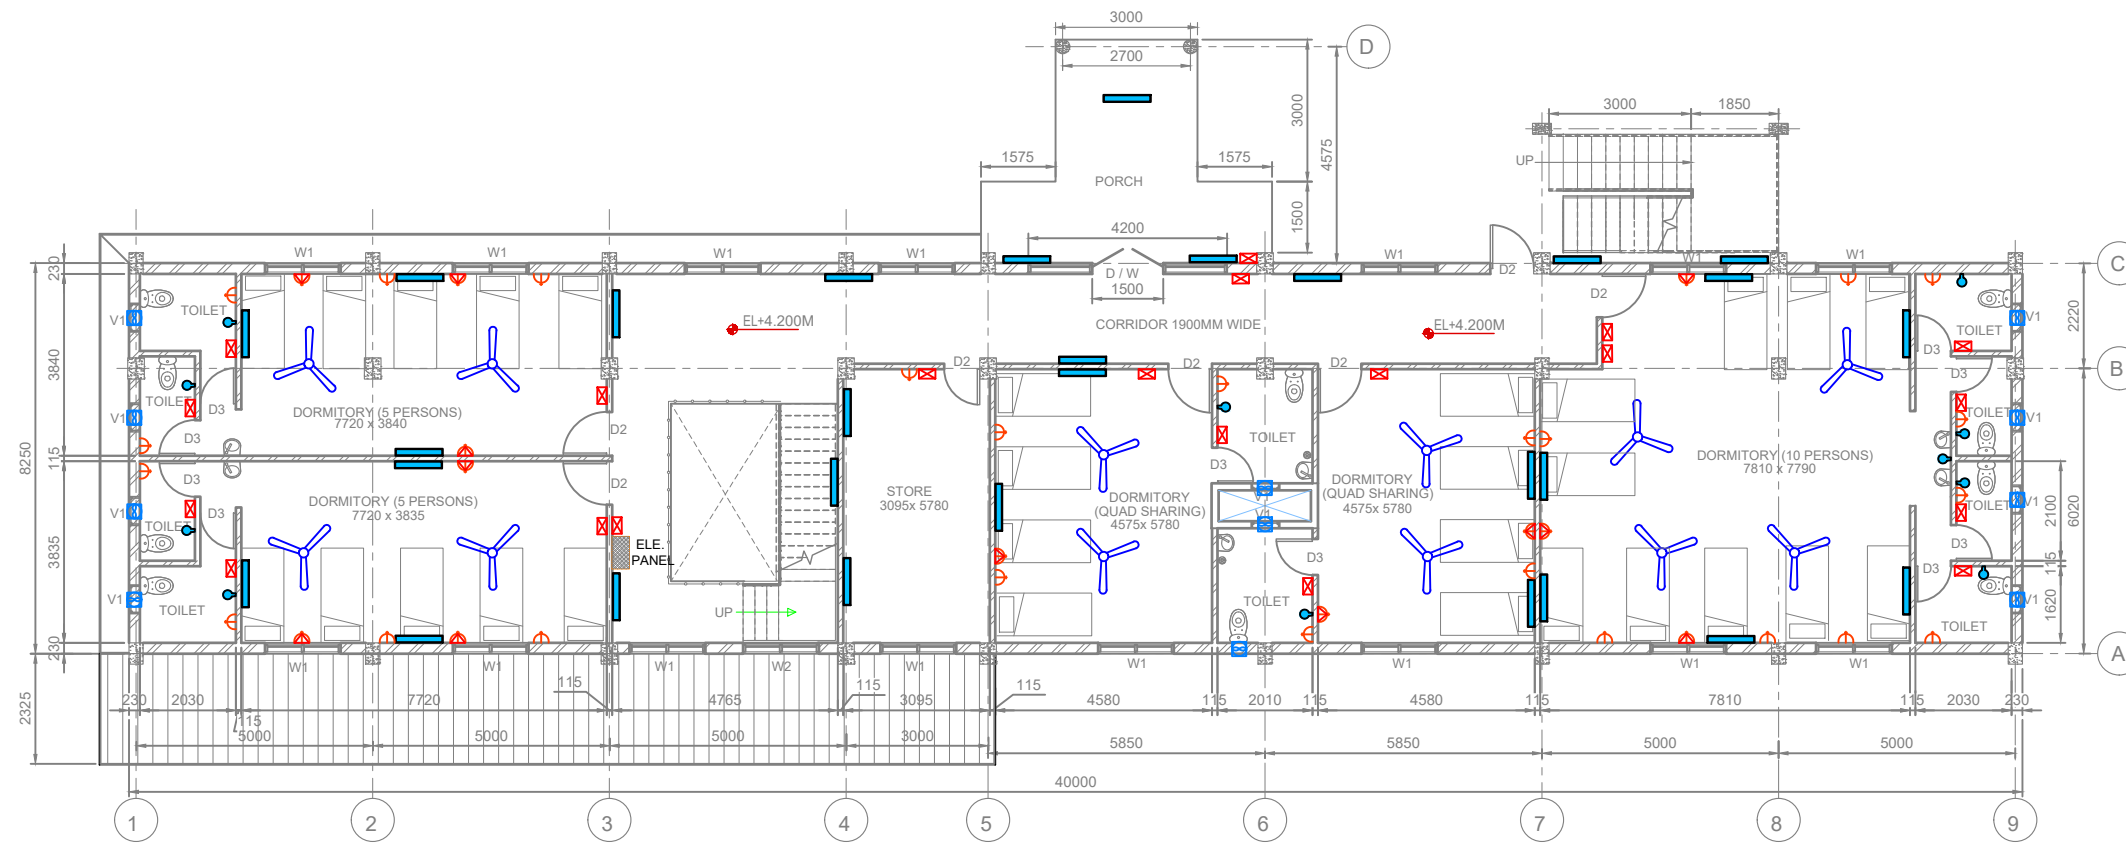 3000
D
2700
3000
4575
3000
1850
1575
1575
UP
PORCH
1500
4200
W1
W1
W1
W1
W1
W1
W1
C
230
D / W
D2
1500
D2
TOILET
V1
EL+4.200M
CORRIDOR 1900MM WIDE
EL+4.200M
TOILET
V1
2220
3840
D2
D2
D2
D3
D3
B
TOILET
D3
V1
DORMITORY (5 PERSONS)
7720 x 3840
D3
D2
TOILET
TOILET
V1
8250
115
D3
D3
DORMITORY (10 PERSONS)
7810 x 7790
DORMITORY (5 PERSONS)
7720 x 3835
D2
STORE
3095x 5780
DORMITORY
(QUAD SHARING)
4575x 5780
V1
V1
DORMITORY
(QUAD SHARING)
4575x 5780
TOILET
V1
2100
6020
V1
D3
TOILET
3835
ELE.
PANEL
D3
D3
D3
115
V1
TOILET
UP
TOILET
TOILET
V1
1620
230
W1
W1
W1
W2
W1
W1
W1
W1
W1
A
2325
230
2030
115
7720
115
4765
115
3095
115
4580
115
2010
115
4580
115
7810
115
2030
230
5000
5000
5000
3000
5850
5850
5000
5000
40000
1
2
3
4
5
6
7
8
9